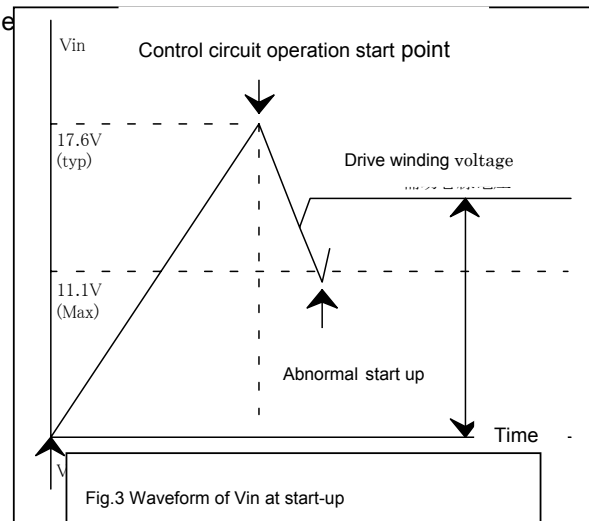 e
Vin
Control circuit operation start point
17.6V
(typ)
Drive winding voltage
11.1V
(Max)
Abnormal start up
Time
V
Fig.3 Waveform of Vin at start-up